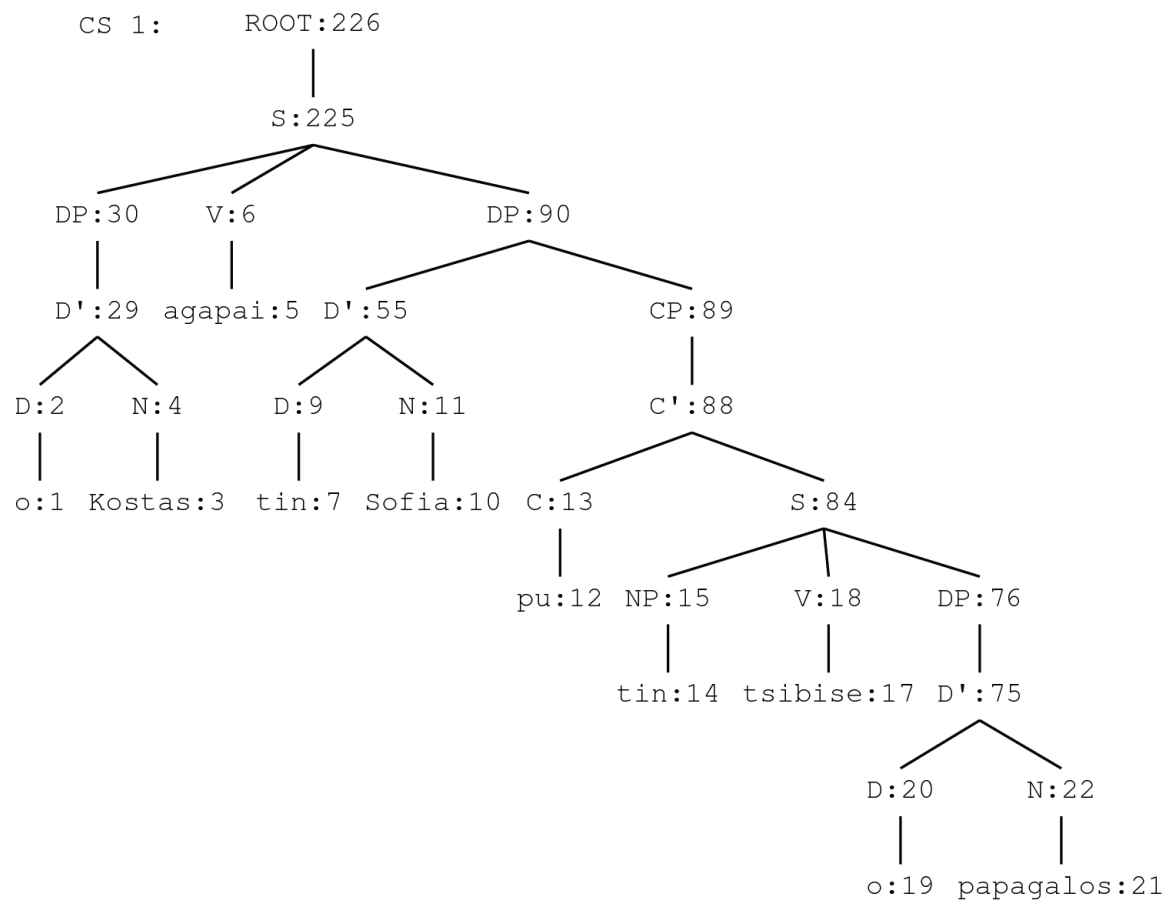 CS 1: ROOT:226
S:225
DP:30 V:6 DP:90
D':29 agapai:5 D':55 CP:89
D:2 N:4 D:9 N:11 C':88
o:1 Kostas:3 tin:7 Sofia:10 C:13 S:84
pu:12 NP:15 V:18 DP:76
tin:14 tsibise:17 D':75
D:20 N:22
o:19 papagalos:21